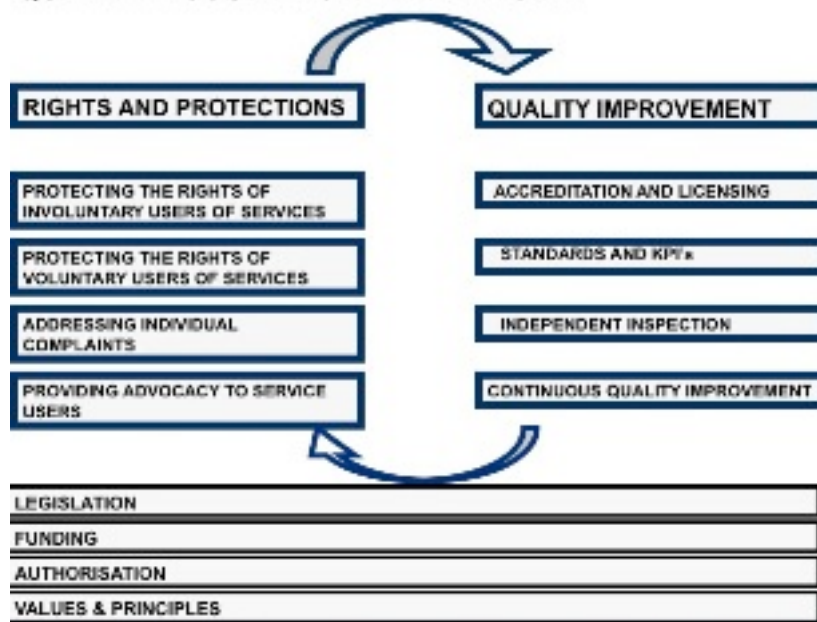 RIGHTS AND PROTECTIONS
PROTECTING THE RIGHTS OF
INVOLUNTARY USERS OF SERVICES
PROTECTING THE RIGHTS OF
VOLUNTARY USERS OF SERVICES
ADDRESSING INDIVIDUAL
COMPLAINTS
PROVIDING ADVOCACY TO SERVICE
USERS
QUALITY IMPROVEMENT
ACCREDITATION AND LICENSING
STANDARDS AND KPI's
INDEPENDENT INSPECTION
CONTINUOUS QUALITY IMPROVEMENT
LEGISLATION
FUNDING
AUTHORISATION
VALUES & PRINCIPLES